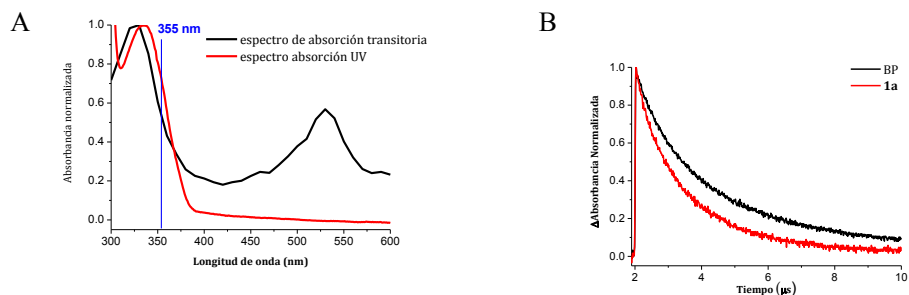 A
355 nm
espectro de absorción transitoria
espectro absorción UV
Absorbancia normalizada
1.0
0.8
0.6
0.4
0.2
0.0
300 350 400 450 500 550 600
Longitud de onda (nm)
B
BP
1a
ΔAbsorbancia Normalizada
1.0
0.8
0.6
0.4
0.2
0.0
2 4 6 8 10
Tiempo (μs)